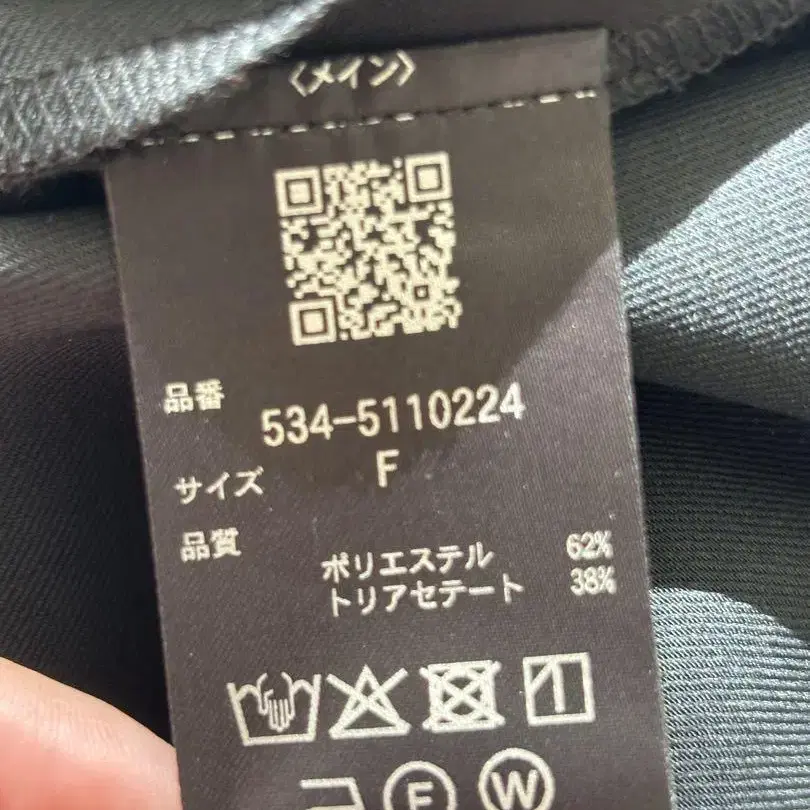 〈メイン〉
品番 534-5110224
サイズ F
品質
ポリエステル 62%
トリアセテート 38%
F W